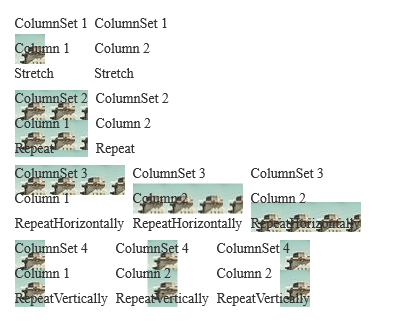 ColumnSet 1 ColumnSet 1
Column 1 Column 2
Stretch Stretch
ColumnSet 2 ColumnSet 2
Column 1 Column 2
Repeat Repeat
ColumnSet 3 ColumnSet 3 ColumnSet 3
Column 1 Column 2 Column 2
RepeatHorizontally RepeatHorizontally RepeatHorizontally
ColumnSet 4 ColumnSet 4 ColumnSet 4
Column 1 Column 2 Column 2
RepeatVertically RepeatVertically RepeatVertically